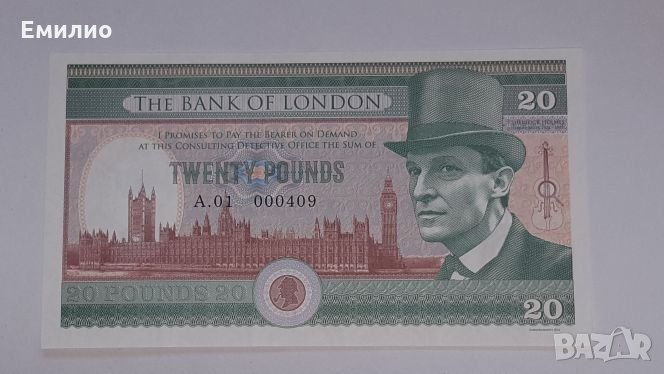 Емилио
THE BANK OF LONDON
20
I PROMISES TO PAY THE BEARER ON DEMAND
AT THIS CONSULTING DETECTIVE OFFICE THE SUM OF
TWENTY POUNDS
A.01 000409
20 POUNDS 20
20
BAZAR